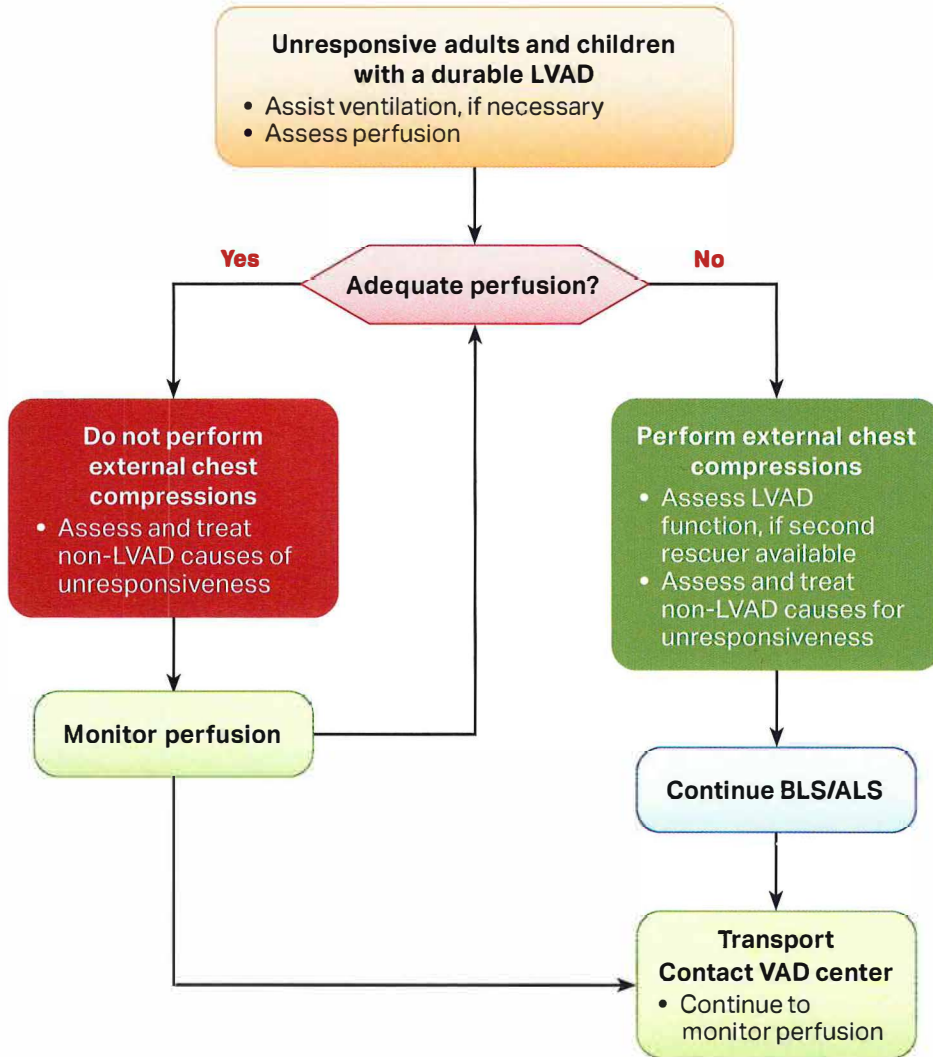 Unresponsive adults and children
with a durable LVAD
• Assist ventilation, if necessary
• Assess perfusion
Yes
Adequate perfusion?
No
Do not perform
external chest
compressions
• Assess and treat
non-LVAD causes of
unresponsiveness
Perform external chest
compressions
• Assess LVAD
function, if second
rescuer available
• Assess and treat
non-LVAD causes for
unresponsiveness
Monitor perfusion
Continue BLS/ALS
Transport
Contact VAD center
• Continue to
monitor perfusion